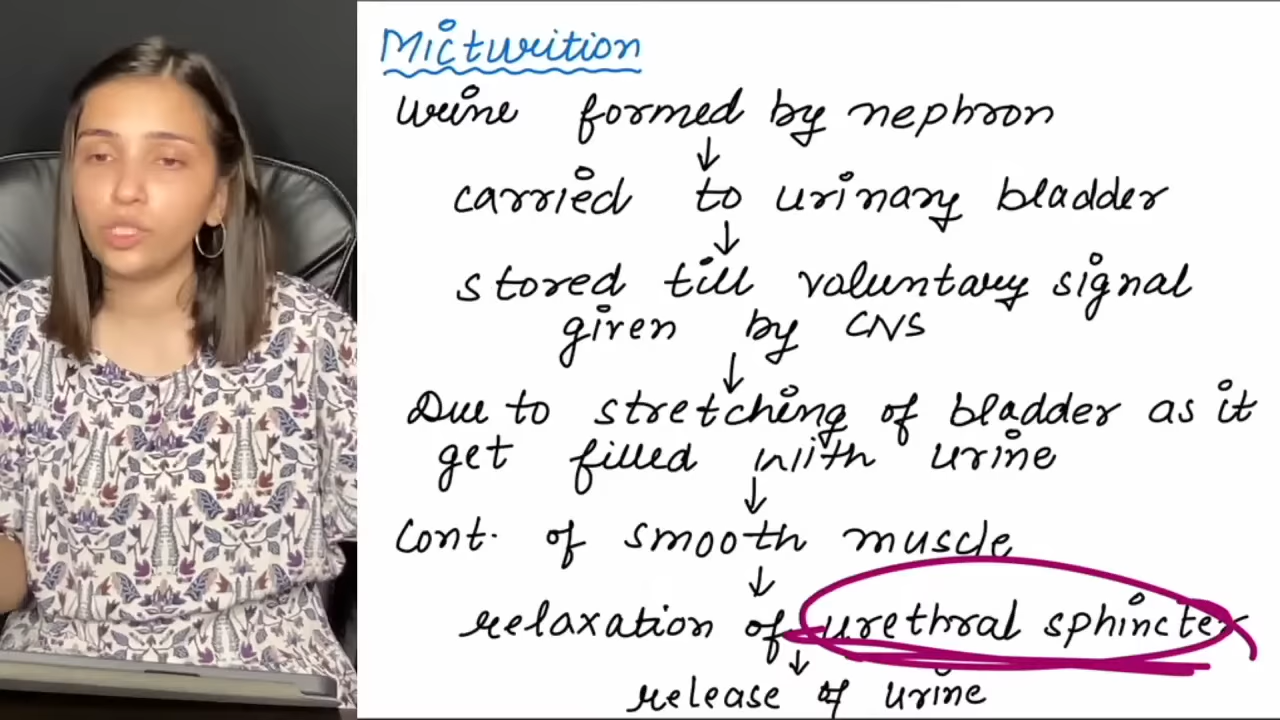 Micturition
Urine formed by nephron
carried to urinary bladder
stored till voluntary signal
given by CNS
Due to stretching of bladder as it
get filled with urine
Cont. of smooth muscle
relaxation of urethral sphincter
release of urine